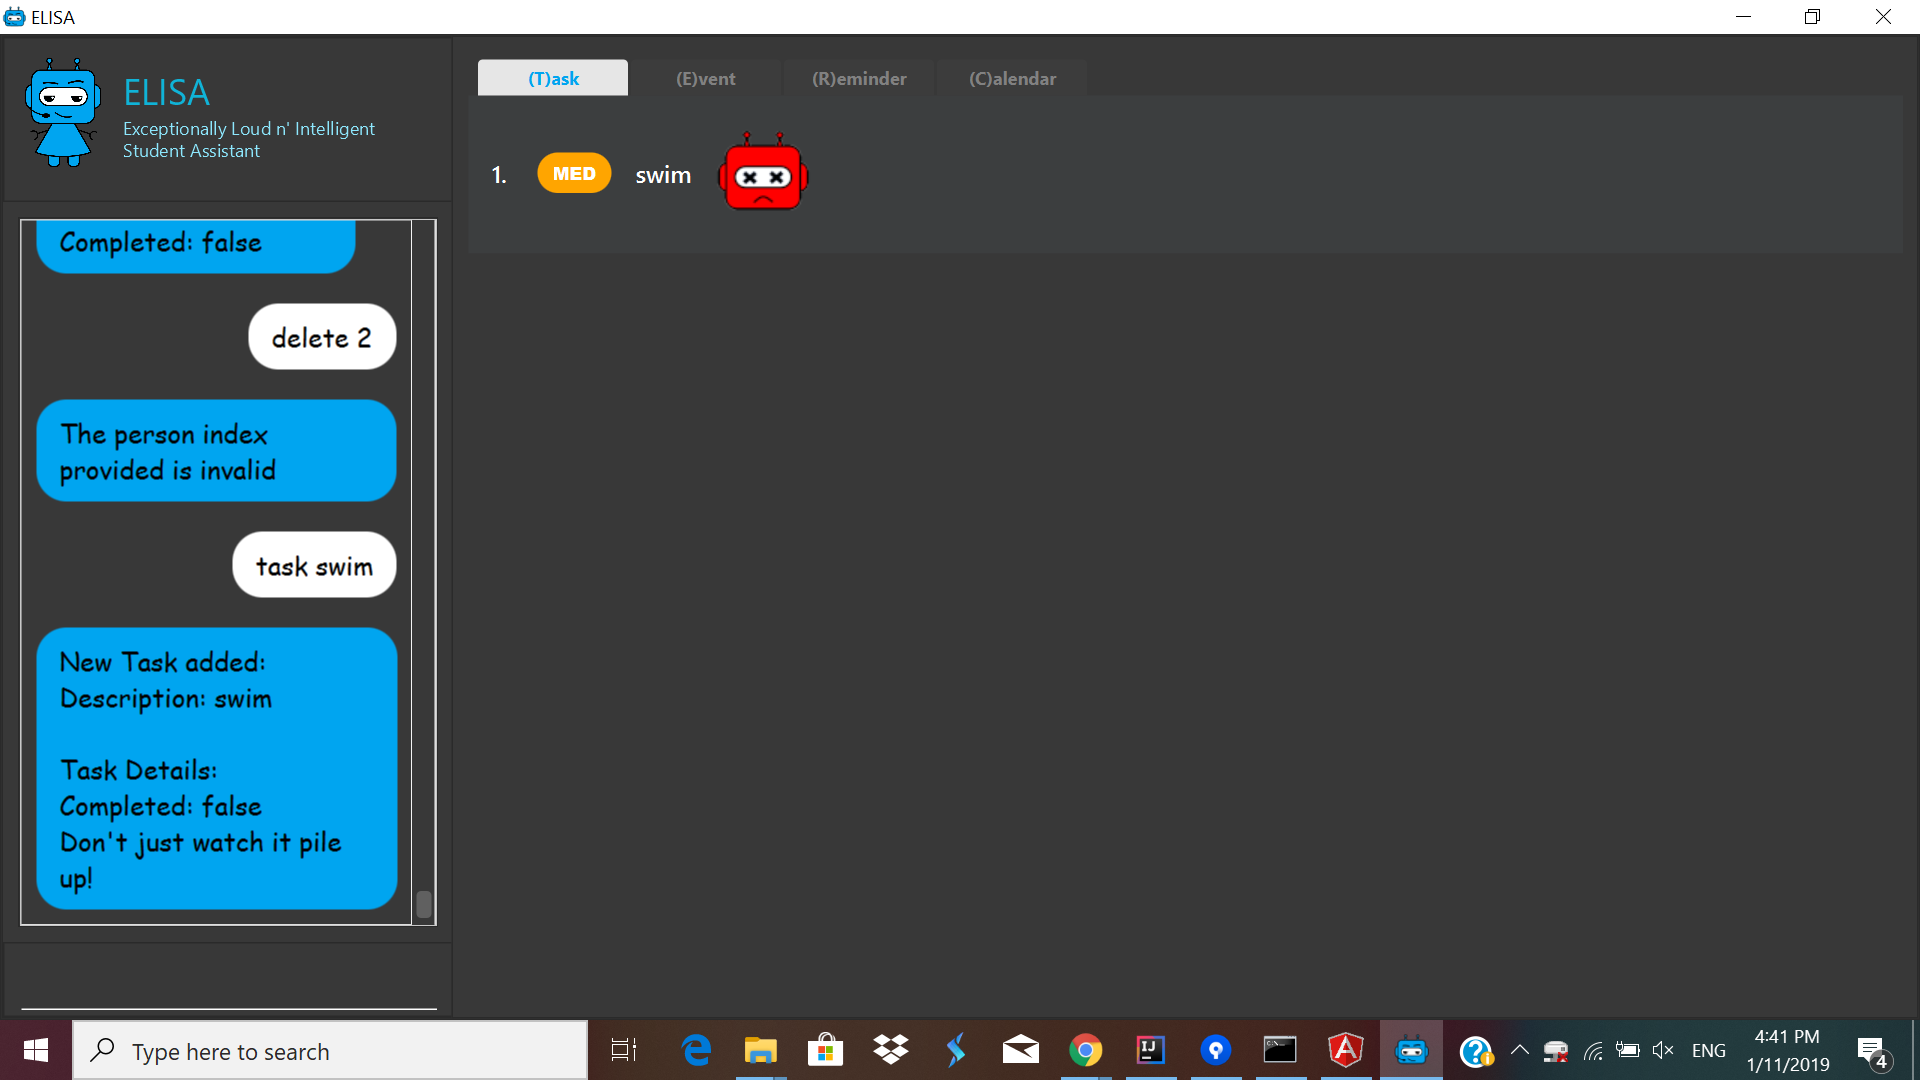 ELISA
ELISA
Exceptionally Loud n' Intelligent
Student Assistant
Completed: false
delete 2
The person index
provided is invalid
task swim
New Task added:
Description: swim
Task Details:
Completed: false
Don't just watch it pile
up!
(T)ask
(E)vent
(R)eminder
(C)alendar
1.
MED
swim
Type here to search
IJ
ENG
4:41 PM
1/11/2019
4